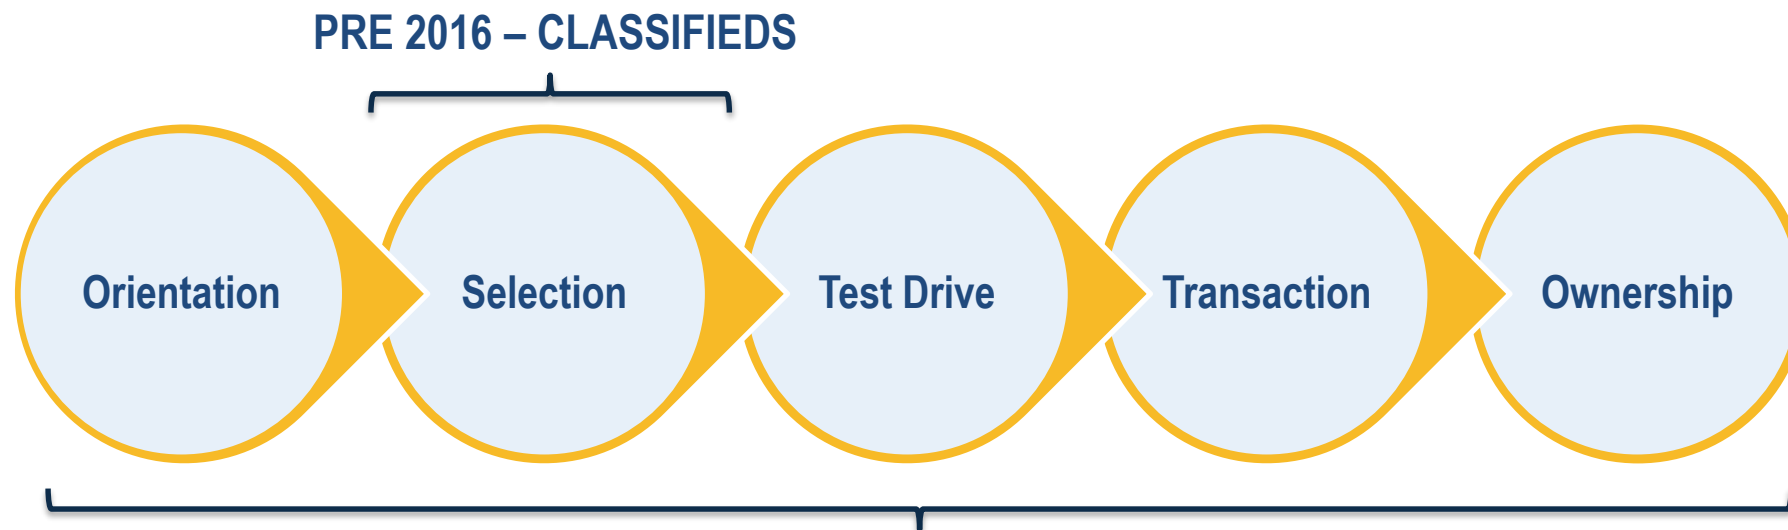 PRE 2016 – CLASSIFIEDS
Orientation
Selection
Test Drive
Transaction
Ownership